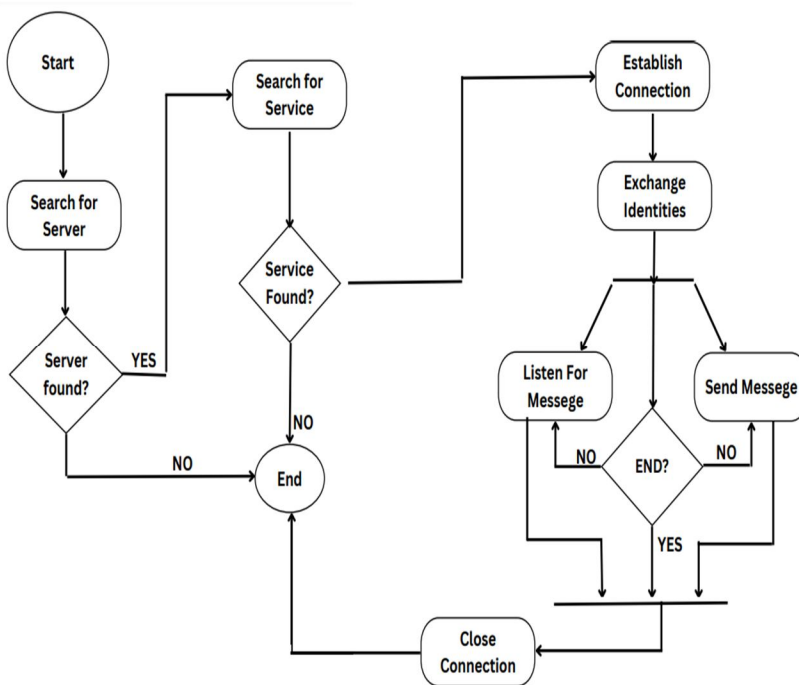 Start
Search for
Server
Server
found?
YES
NO
Search for
Service
Service
Found?
NO
End
Establish
Connection
Exchange
Identities
Listen For
Messege
Send Messege
END?
NO
NO
YES
Close
Connection